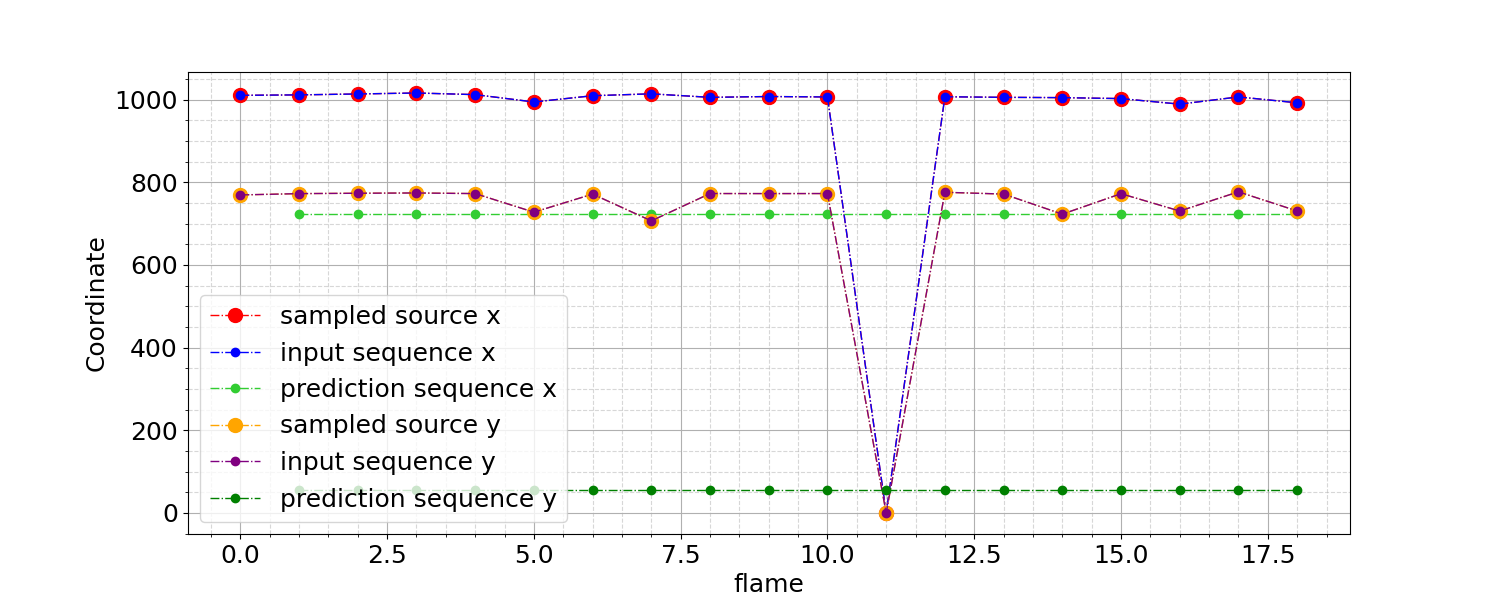 1000
800
600
400
200
0
Coordinate
sampled source x
input sequence x
prediction sequence x
sampled source y
input sequence y
prediction sequence y
0.0 2.5 5.0 7.5 10.0 12.5 15.0 17.5
flame